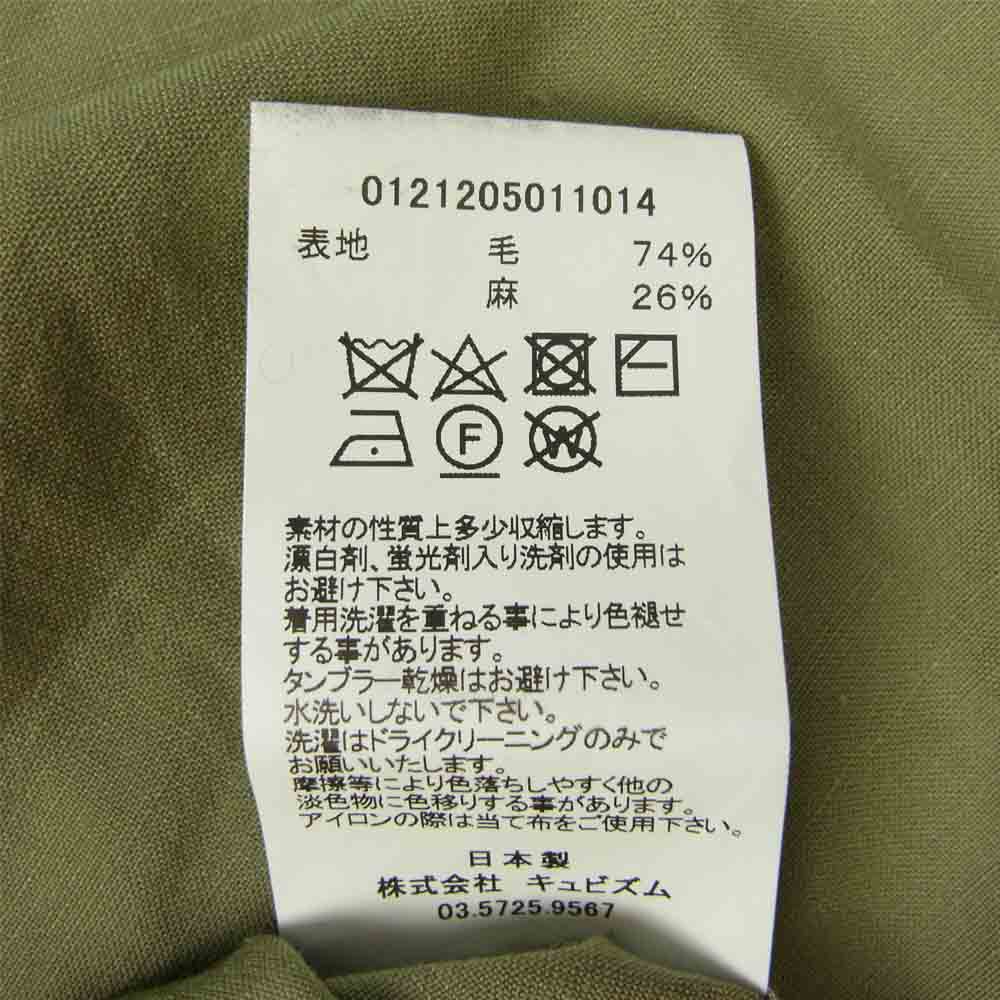 0121205011014
表地 毛 74%
麻 26%
F W
素材の性質上多少収縮します。
漂白剤、蛍光剤入り洗剤の使用は
お避け下さい。
着用洗濯を重ねる事により色褪せ
する事があります。
タンブラー乾燥はお避け下さい。
水洗いしないで下さい。
洗濯はドライクリーニングのみで
お願いいたします。
摩擦等により色落ちしやすく他の
淡色物に色移りする事があります。
アイロンの際は当て布をご使用下さい。
日本製
株式会社 キュビズム
03.5725.9567